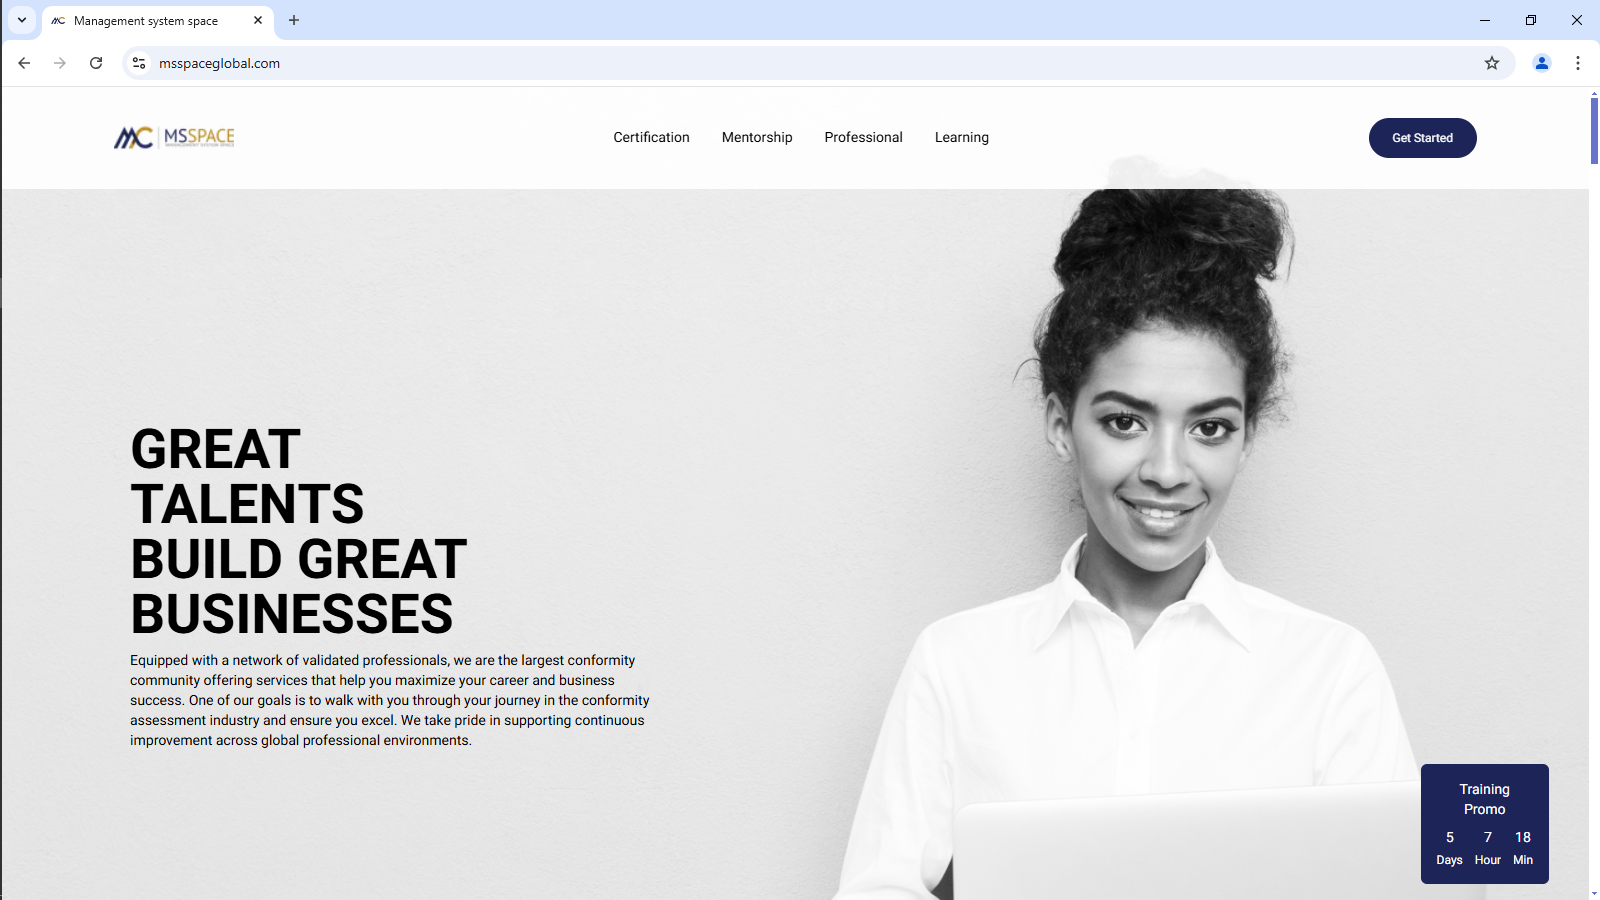 Management system space
msspaceglobal.com
MSSPACE
MANAGEMENT SYSTEM SPACE
Certification
Mentorship
Professional
Learning
Get Started
GREAT
TALENTS
BUILD GREAT
BUSINESSES
Equipped with a network of validated professionals, we are the largest conformity
community offering services that help you maximize your career and business
success. One of our goals is to walk with you through your journey in the conformity
assessment industry and ensure you excel. We take pride in supporting continuous
improvement across global professional environments.
Training
Promo
5 7 18
Days Hour Min